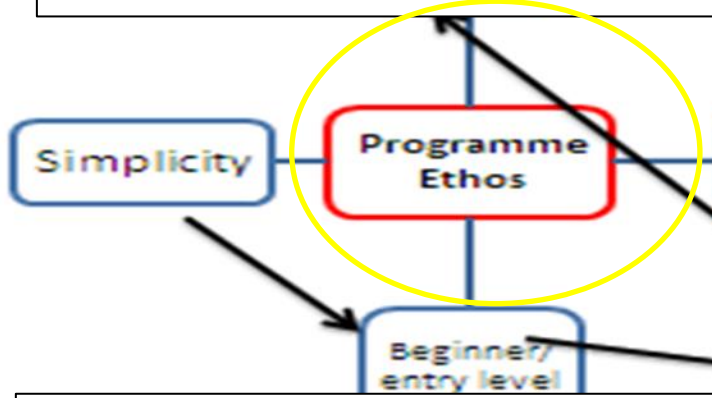 Simplicity
Programme
Ethos
Beginner/
entry level